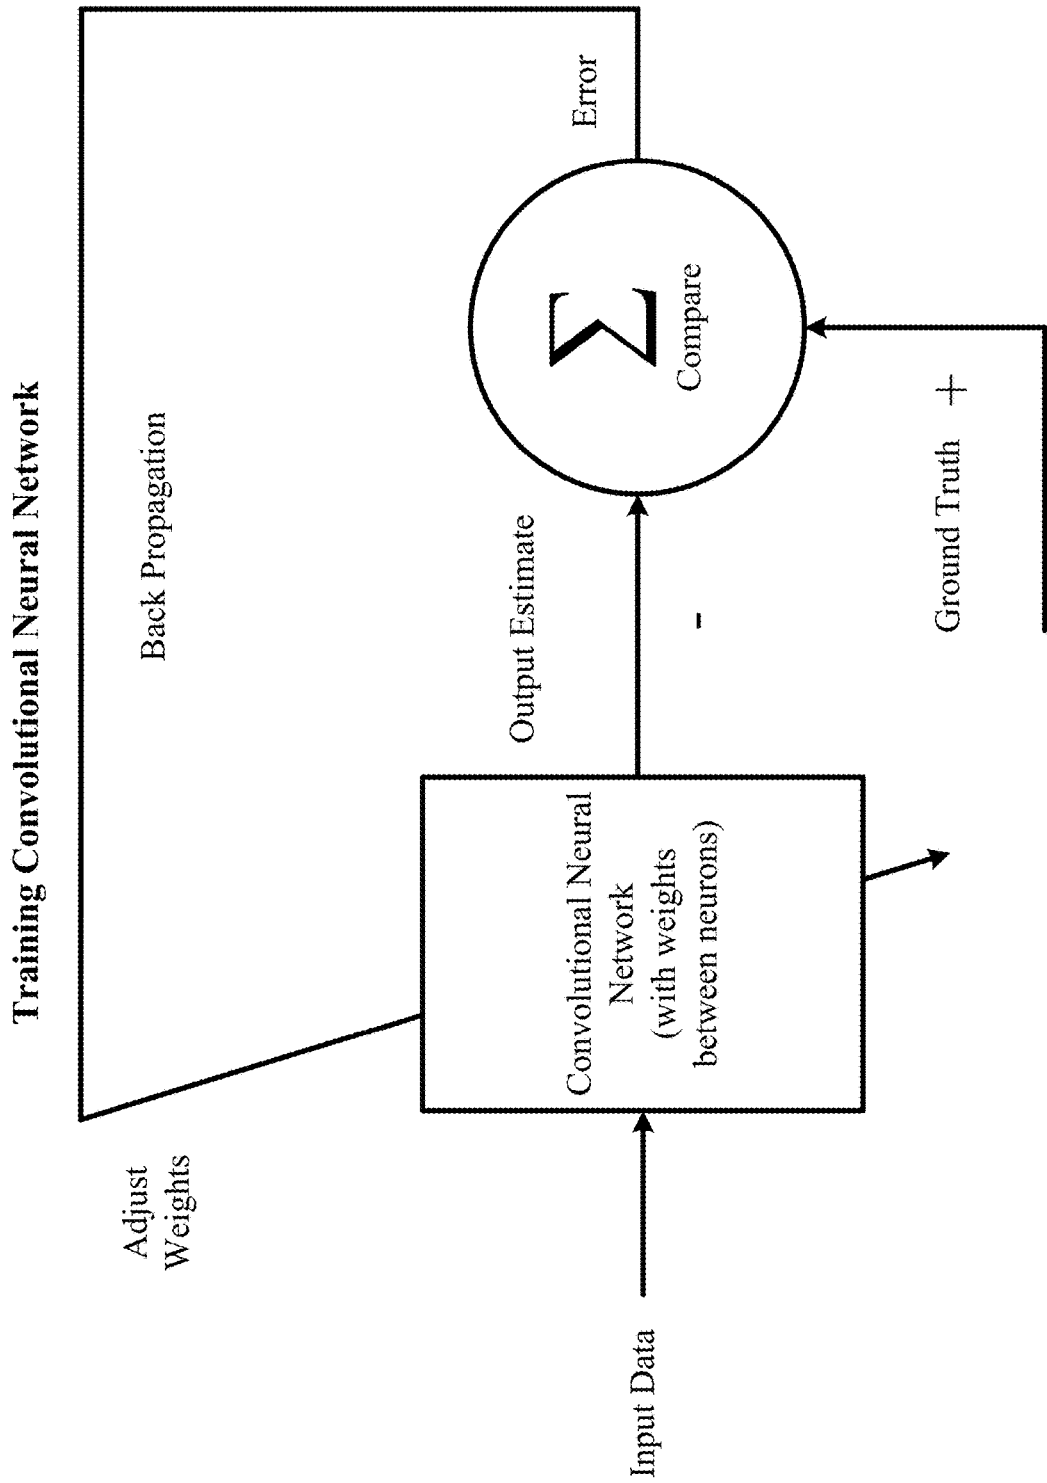 Training Convolutional Neural Network
Back Propagation
Adjust
Weights
Error
Output Estimate
Convolutional Neural
Network
(with weights
between neurons)
Σ
Compare
Input Data
-
Ground Truth +